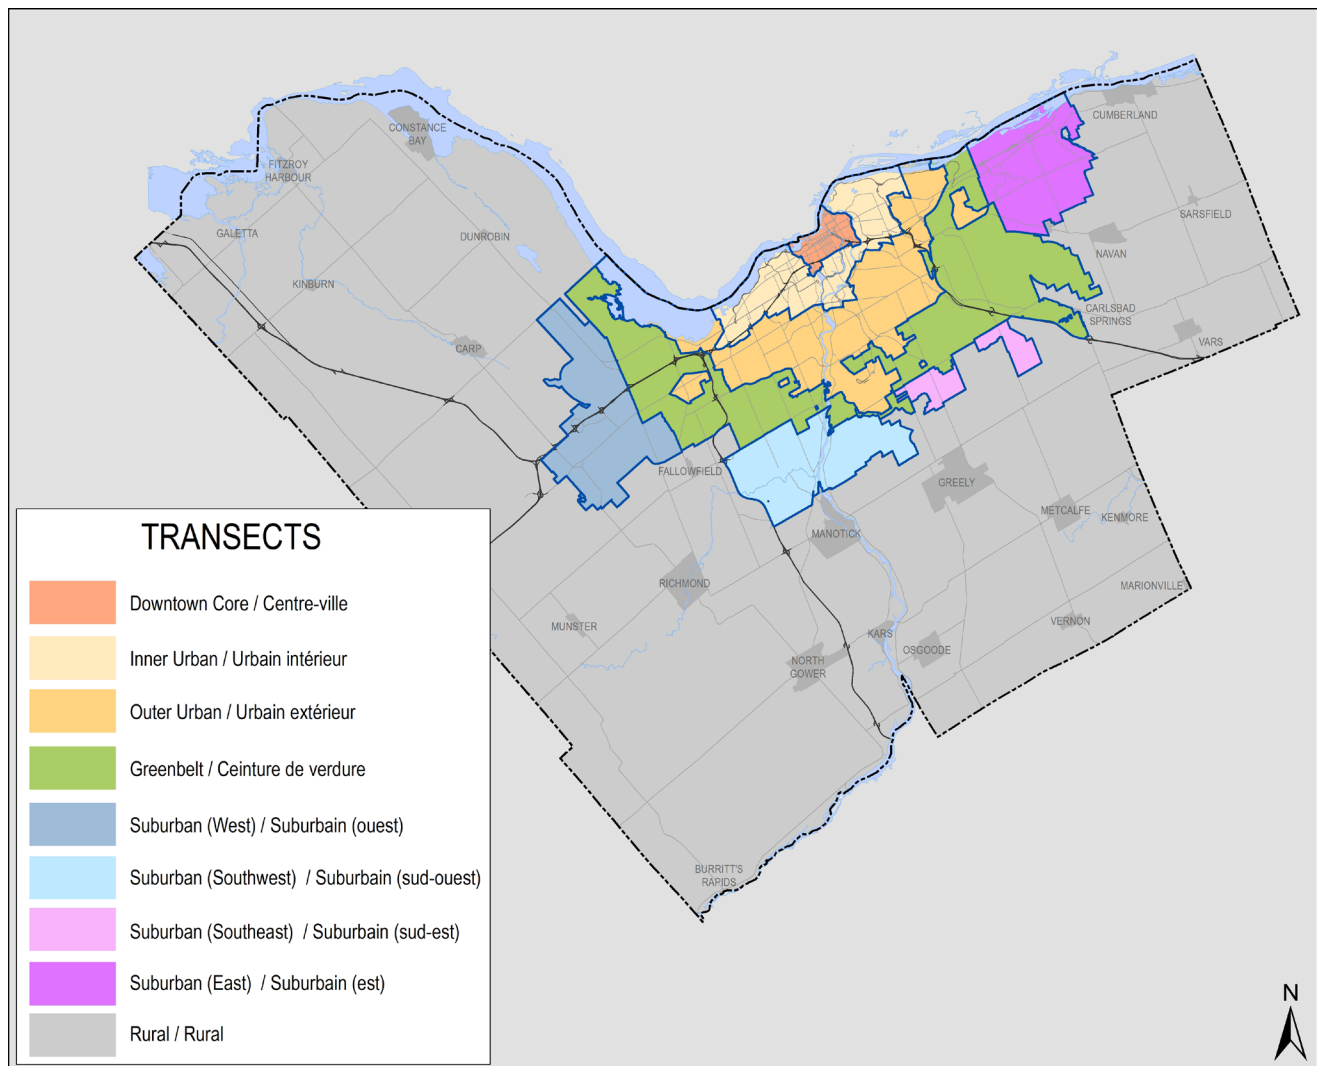 CUMBERLAND
CONSTANCE
BAY
FITZROY
HARBOUR
SARSFIELD
GALETTA
DUNROBIN
NAVAN
KINBURN
CARLSBAD
SPRINGS
VARS
CARP
FALLOWFIELD
GREELY
METCALFE
KENMORE
MANOTICK
RICHMOND
MARIONVILLE
MUNSTER
VERNON
KARS
OSGOODE
NORTH
GOWER
BURRITT'S
RAPIDS
TRANSECTS
Downtown Core / Centre-ville
Inner Urban / Urbain intérieur
Outer Urban / Urbain extérieur
Greenbelt / Ceinture de verdure
Suburban (West) / Suburbain (ouest)
Suburban (Southwest) / Suburbain (sud-ouest)
Suburban (Southeast) / Suburbain (sud-est)
Suburban (East) / Suburbain (est)
Rural / Rural
N